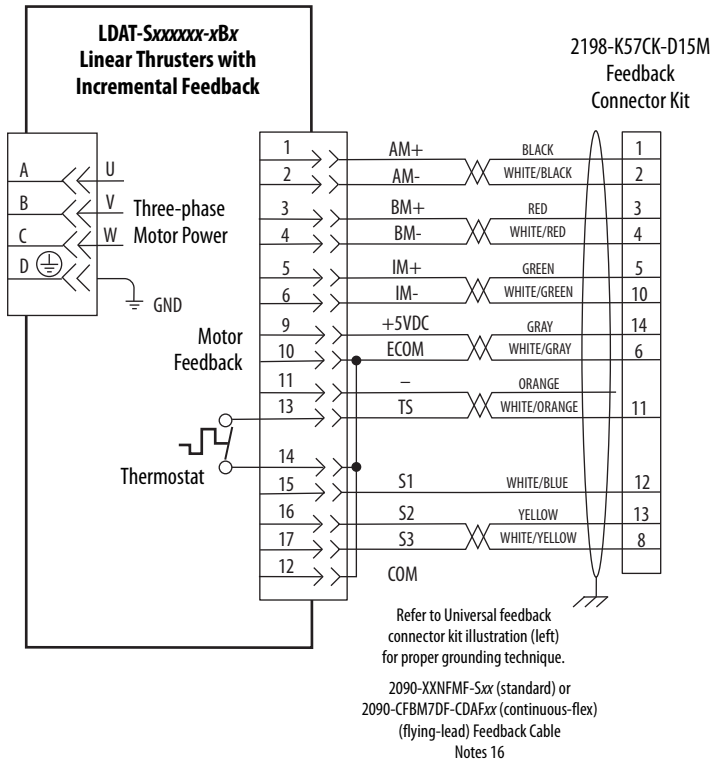 LDAT-Sxxxxxx-xBx
Linear Thrusters with
Incremental Feedback
2198-K57CK-D15M
Feedback
Connector Kit
A U
B V
C W
D
Three-phase
Motor Power
GND
Motor
Feedback
Thermostat
1 AM+ BLACK 1
2 AM- WHITE/BLACK 2
3 BM+ RED 3
4 BM- WHITE/RED 4
5 IM+ GREEN 5
6 IM- WHITE/GREEN 10
9 +5VDC GRAY 14
10 ECOM WHITE/GRAY 6
11 – ORANGE
13 TS WHITE/ORANGE 11
14
15 S1 WHITE/BLUE 12
16 S2 YELLOW 13
17 S3 WHITE/YELLOW 8
12 COM
Refer to Universal feedback
connector kit illustration (left)
for proper grounding technique.
2090-XXNFMF-Sxx (standard) or
2090-CFBM7DF-CDAFxx (continuous-flex)
(flying-lead) Feedback Cable
Notes 16